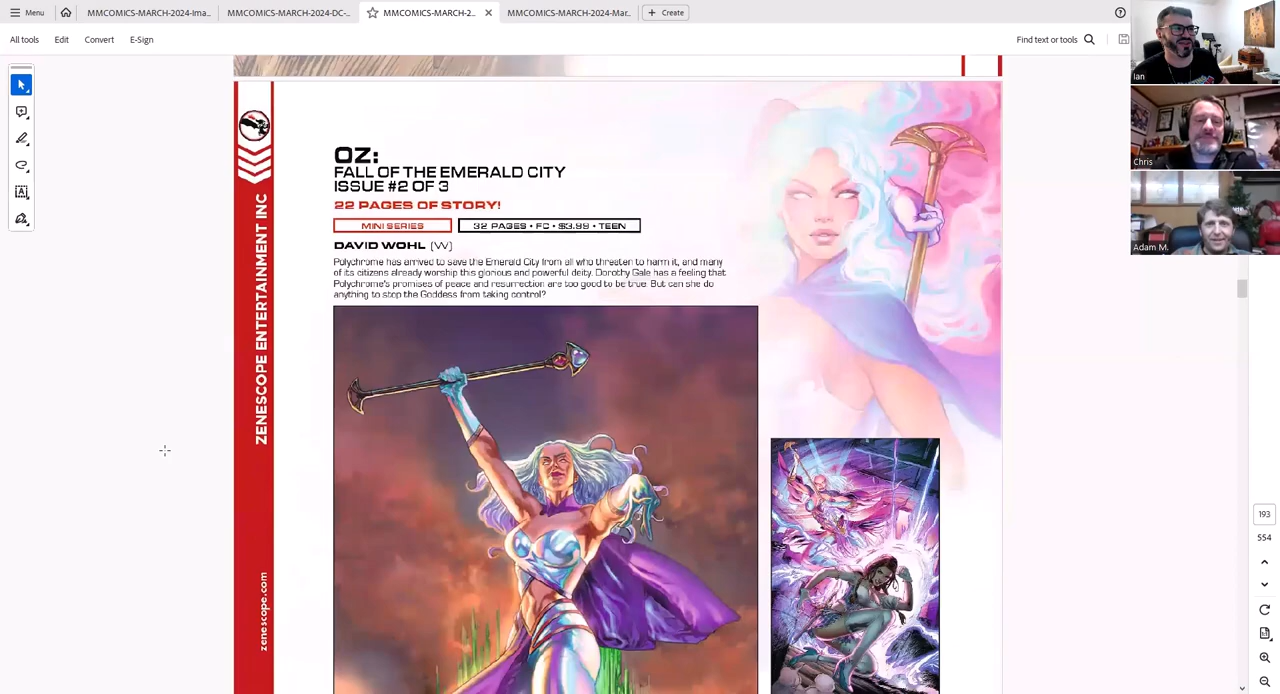 Menu
MMCOMICS-MARCH-2024-Ima...
MMCOMICS-MARCH-2024-DC-...
MMCOMICS-MARCH-2...
MMCOMICS-MARCH-2024-Mar...
Create
All tools
Edit
Convert
E-Sign
Find text or tools
Ian
Chris
Adam M.
ZENESCOPE ENTERTAINMENT INC
zenescope.com
OZ:
FALL OF THE EMERALD CITY
ISSUE #2 OF 3
22 PAGES OF STORY!
MINI SERIES
32 PAGES • FC • $3.99 • TEEN
DAVID WOHL (W)
Polychrome has arrived to save the Emerald City from all who threaten to harm it, and many
of its citizens already worship this glorious and powerful deity. Dorothy Gale has a feeling that
Polychrome's promises of peace and resurrection are too good to be true. But can she do
anything to stop the Goddess from taking control?
193
554